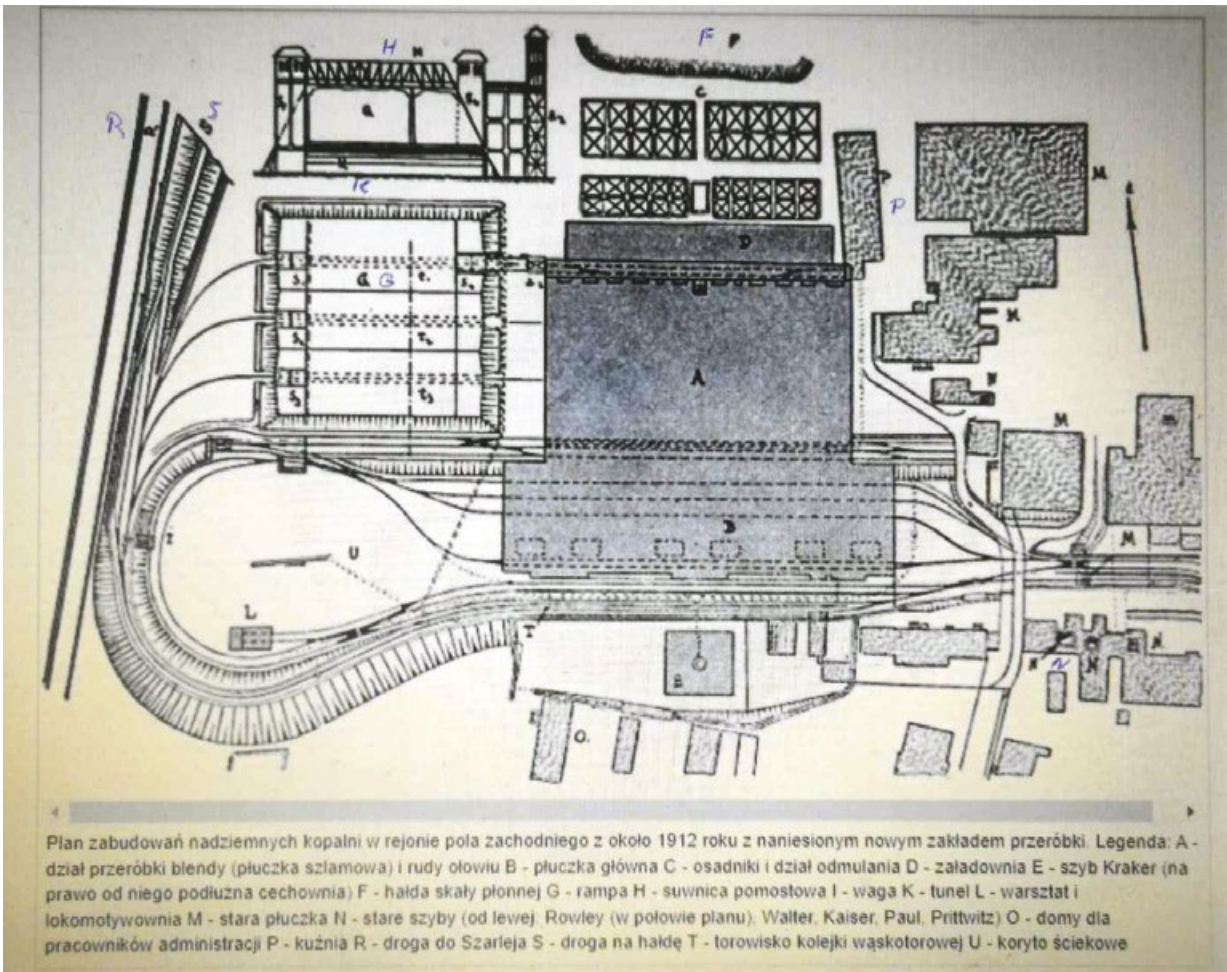 H H
F F
C
R
S
G
K
P
P
M
D
G G
S₂
M
A
M
N
M
m
B
I
U
M
L
T
E
N
N
N
O.
Plan zabudowań nadziemnych kopalni w rejonie pola zachodniego z około 1912 roku z naniesionym nowym zakładem przeróbki. Legenda: A -
dział przeróbki blendy (płuczka szlamowa) i rudy ołowiu B - płuczka główna C - osadniki i dział odmulania D - załadownia E - szyb Kraker (na
prawo od niego podłużna cechownia) F - hałda skały płonnej G - rampa H - suwnica pomostowa I - waga K - tunel L - warsztat i
lokomotywownia M - stara płuczka N - stare szyby (od lewej: Rowley (w połowie planu), Walter, Kaiser, Paul, Prittwitz) O - domy dla
pracowników administracji P - kuźnia R - droga do Szarleja S - droga na hałdę T - torowisko kolejki wąskotorowej U - koryto ściekowe